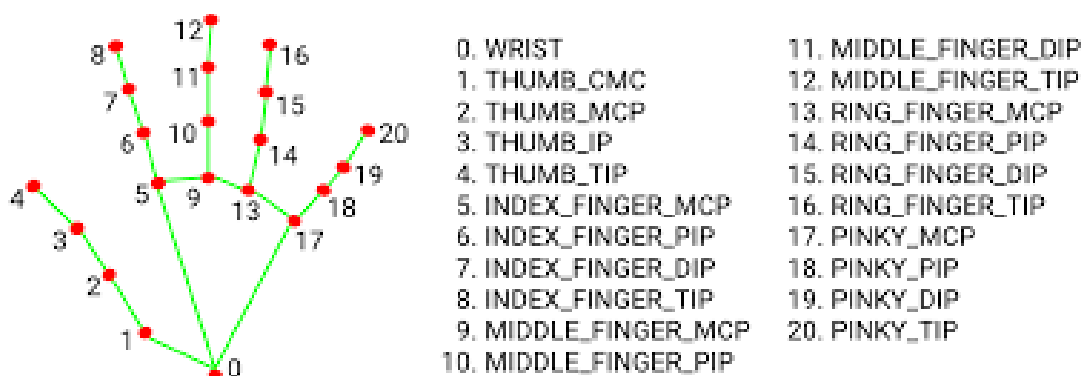 12
8
16
11
7
15
10
6
20
14
19
4
5
9
13
18
3
17
2
1
0
0. WRIST
1. THUMB_CMC
2. THUMB_MCP
3. THUMB_IP
4. THUMB_TIP
5. INDEX_FINGER_MCP
6. INDEX_FINGER_PIP
7. INDEX_FINGER_DIP
8. INDEX_FINGER_TIP
9. MIDDLE_FINGER_MCP
10. MIDDLE_FINGER_PIP
11. MIDDLE_FINGER_DIP
12. MIDDLE_FINGER_TIP
13. RING_FINGER_MCP
14. RING_FINGER_PIP
15. RING_FINGER_DIP
16. RING_FINGER_TIP
17. PINKY_MCP
18. PINKY_PIP
19. PINKY_DIP
20. PINKY_TIP